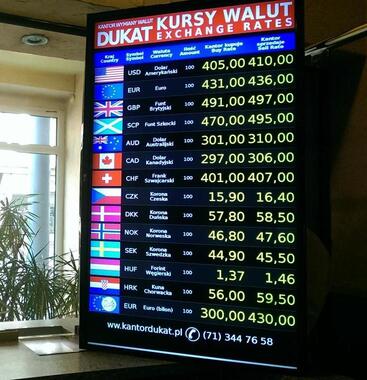 KANTOR WYMIANY WALUT
DUKAT KURSY WALUT
EXCHANGE RATES
Kraj Country Symbol Symbol Waluta Currency Ilość Amount Kantor kupuje Buy Rate Kantor sprzedaje Sell Rate
USD Dolar Amerykański 100 405,00 410,00
EUR Euro 100 431,00 436,00
GBP Funt Brytyjski 100 491,00 497,00
SCP Funt Szkocki 100 470,00 495,00
AUD Dolar Australijski 100 301,00 310,00
CAD Dolar Kanadyjski 100 297,00 306,00
CHF Frank Szwajcarski 100 401,00 407,00
CZK Korona Czeska 100 15,90 16,40
DKK Korona Duńska 100 57,80 58,50
NOK Korona Norweska 100 46,80 47,60
SEK Korona Szwedzka 100 44,90 45,50
HUF Forint Węgierski 100 1,37 1,46
HRK Kuna Chorwacka 100 56,00 59,50
EUR Euro (bilon) 100 300,00 430,00
www.kantordukat.pl (71) 344 76 58